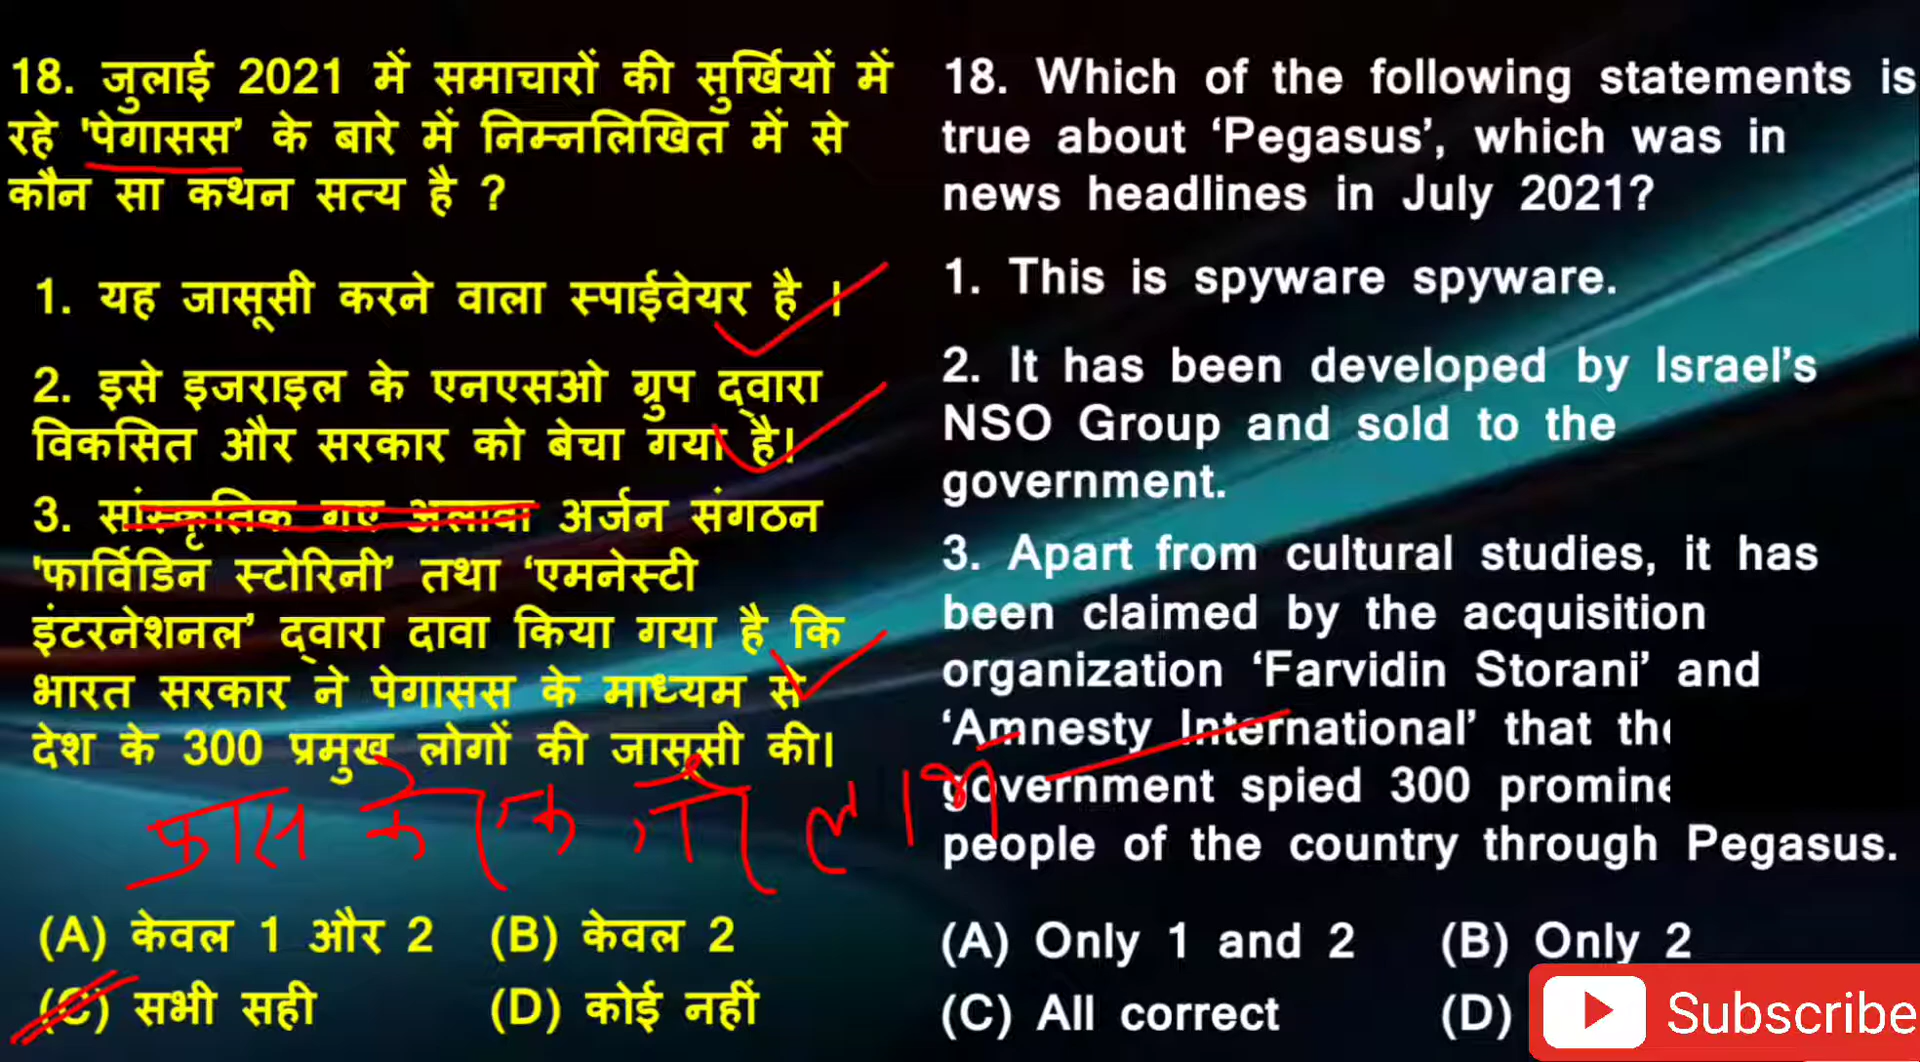 18. जुलाई 2021 में समाचारों की सुर्खियों में
रहे 'पेगासस’ के बारे में निम्नलिखित में से
कौन सा कथन सत्य है ?
1. यह जासूसी करने वाला स्पाईवेयर है ।
2. इसे इजराइल के एनएसओ ग्रुप द्वारा
विकसित और सरकार को बेचा गया है।
3. सांस्कृतिक गए अलावा अर्जन संगठन
'फार्विडिन स्टोरिनी’ तथा ‘एमनेस्टी
इंटरनेशनल’ द्वारा दावा किया गया है कि
भारत सरकार ने पेगासस के माध्यम से
देश के 300 प्रमुख लोगों की जासूसी की।
(A) केवल 1 और 2 (B) केवल 2
(C) सभी सही (D) कोई नहीं
18. Which of the following statements is
true about ‘Pegasus’, which was in
news headlines in July 2021?
1. This is spyware spyware.
2. It has been developed by Israel’s
NSO Group and sold to the
government.
3. Apart from cultural studies, it has
been claimed by the acquisition
organization ‘Farvidin Storani’ and
‘Amnesty International’ that the
government spied 300 promine
people of the country through Pegasus.
(A) Only 1 and 2 (B) Only 2
(C) All correct (D)
Subscribe